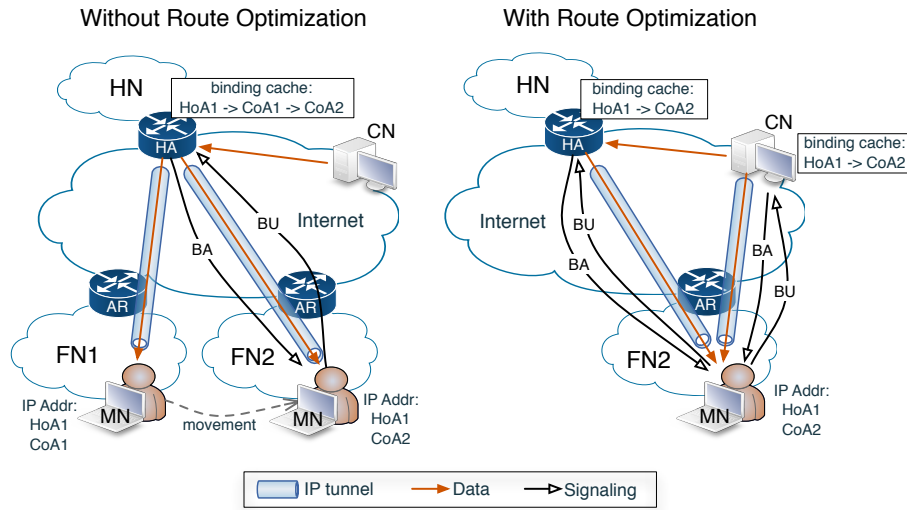 Without Route Optimization
HN
binding cache:
HoA1 -> CoA1 -> CoA2
HA
CN
Internet
BA
BU
AR
AR
FN1
FN2
MN
MN
IP Addr:
HoA1
CoA1
movement
IP Addr:
HoA1
CoA2
With Route Optimization
HN
binding cache:
HoA1 -> CoA2
HA
CN
binding cache:
HoA1 -> CoA2
Internet
BU
BA
BA
BU
AR
FN2
MN
IP Addr:
HoA1
CoA2
IP tunnel
Data
Signaling